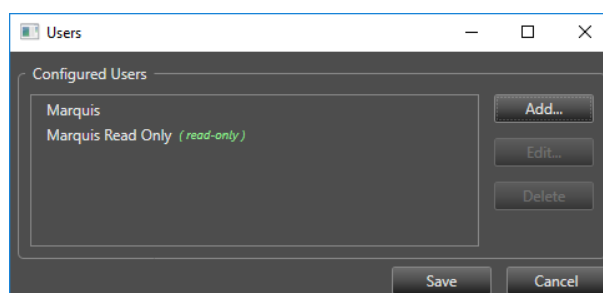 Users
Configured Users
Marquis
Add...
Marquis Read Only (read-only)
Edit...
Delete
Save
Cancel